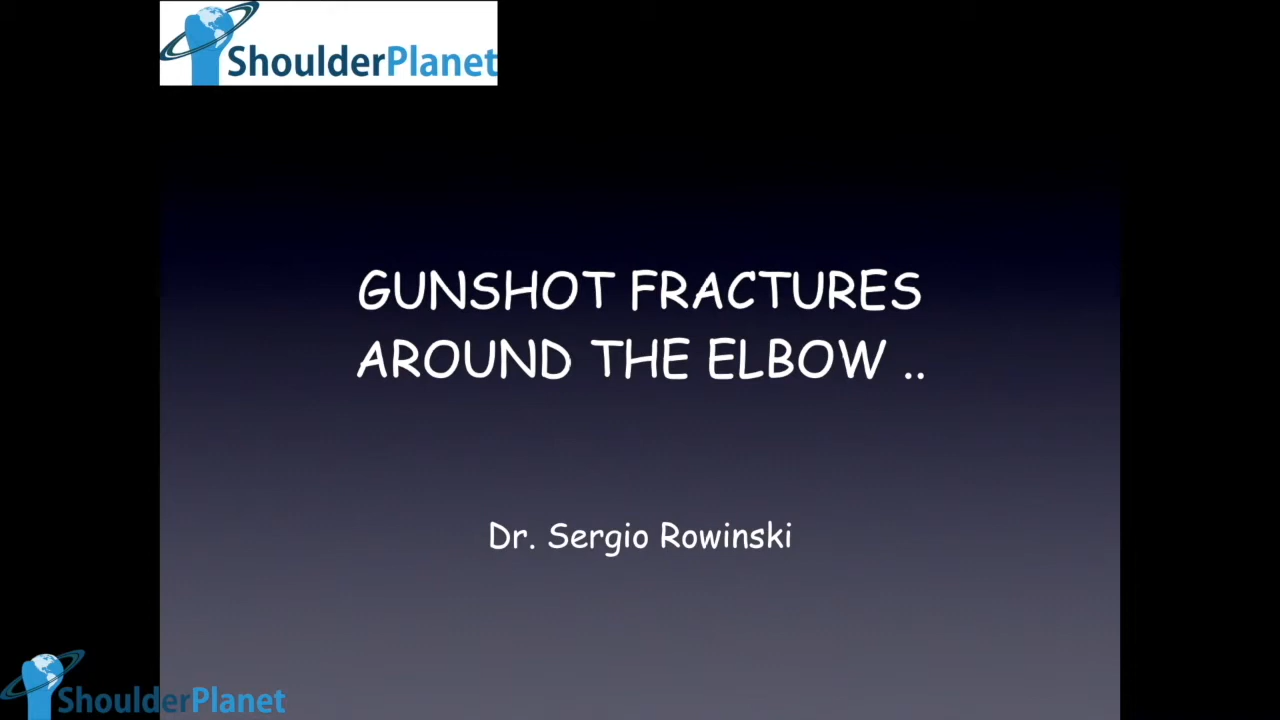 ShoulderPlanet
GUNSHOT FRACTURES
AROUND THE ELBOW ..
Dr. Sergio Rowinski
ShoulderPlanet